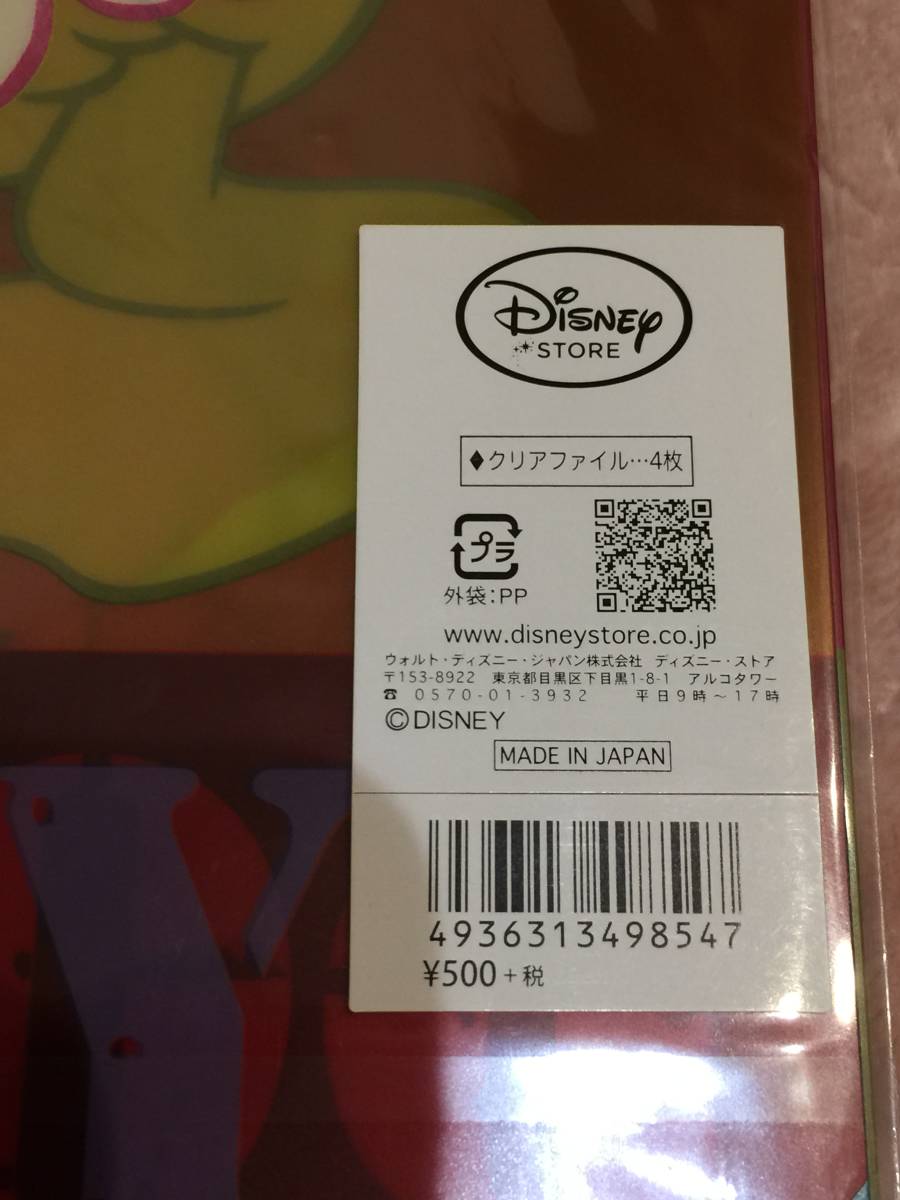 Disney
STORE
♦クリアファイル…4枚
プラ
外袋:PP
www.disneystore.co.jp
ウォルト・ディズニー・ジャパン株式会社 ディズニー・ストア
〒153-8922 東京都目黒区下目黒1-8-1 アルコタワー
☎ 0570-01-3932 平日9時~17時
©DISNEY
MADE IN JAPAN
4936313498547
¥500+税
Y